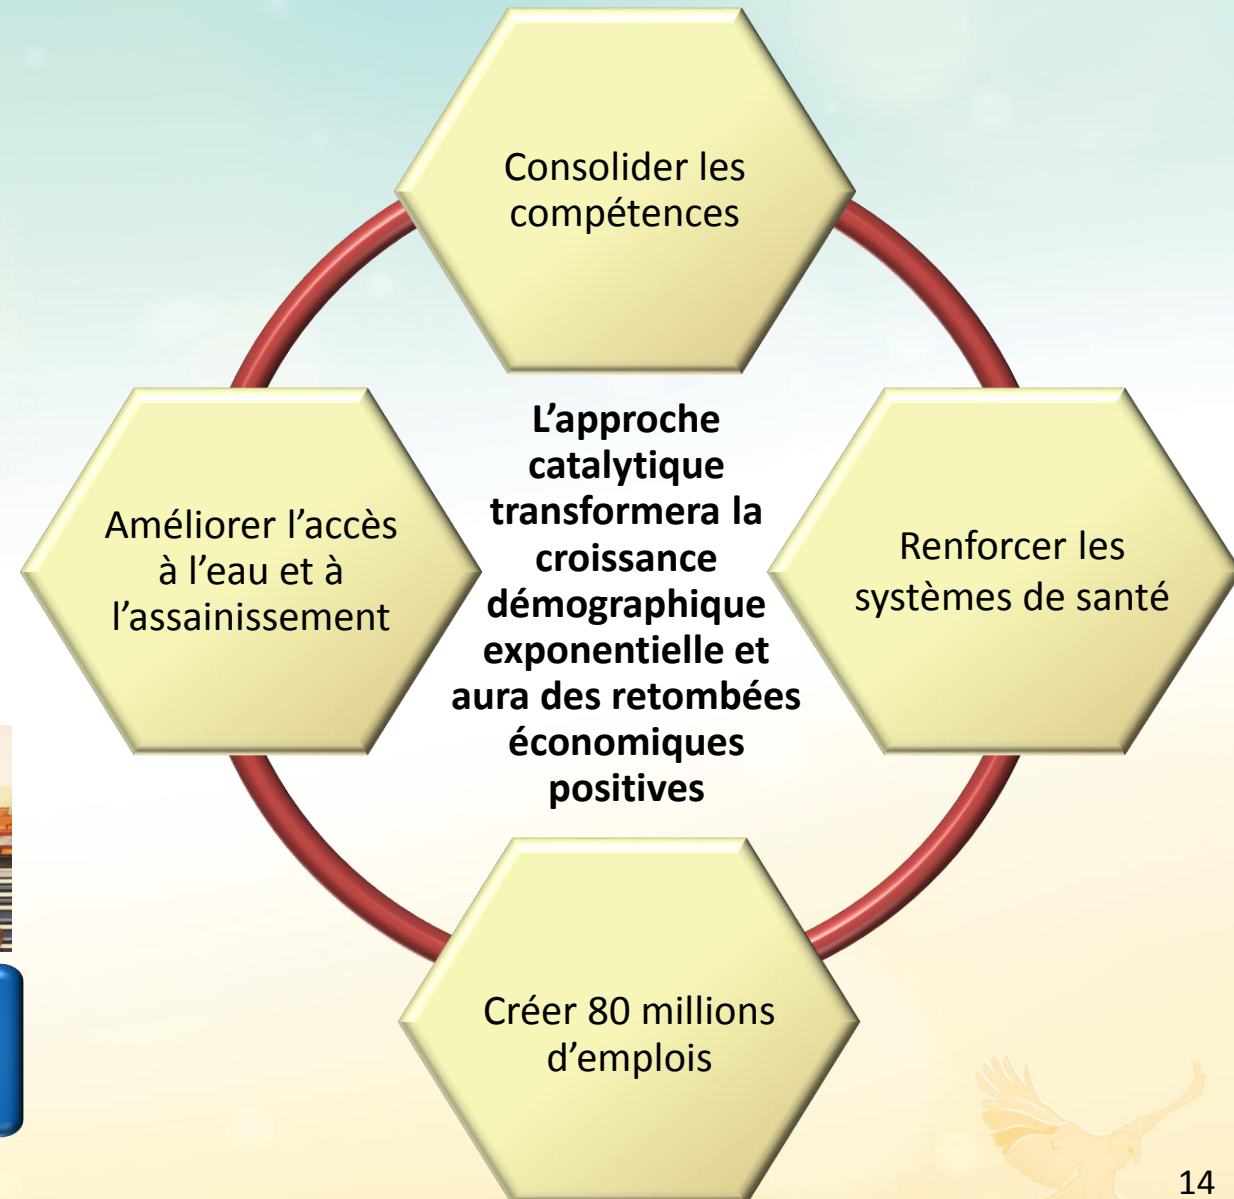 Consolider les
compétences
L’approche
catalytique
transformera la
croissance
démographique
exponentielle et
aura des retombées
économiques
positives
Améliorer l’accès
à l’eau et à
l’assainissement
Renforcer les
systèmes de santé
Créer 80 millions
d’emplois
14